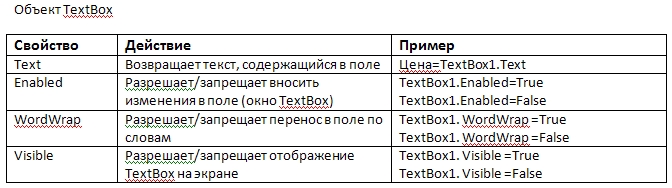 Объект TextBox
Свойство Действие Пример
Text Возвращает текст, содержащийся в поле Цена=TextBox1.Text
Enabled Разрешает/запрещает вносить TextBox1.Enabled=True
изменения в поле (окно TextBox) TextBox1.Enabled=False
WordWrap Разрешает/запрещает перенос в поле по TextBox1. WordWrap =True
словам TextBox1. WordWrap =False
Visible Разрешает/запрещает отображение TextBox1. Visible =True
TextBox на экране TextBox1. Visible =False